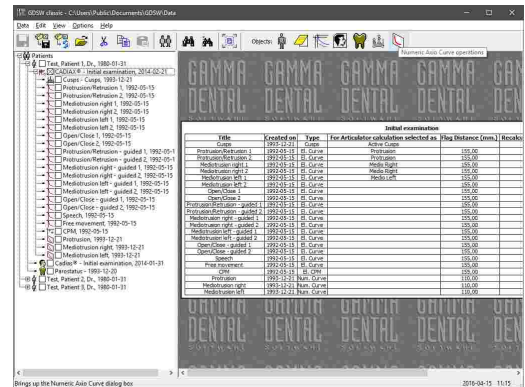 GDSW classic - C:\Users\Public\Documents\GDSW\Data
Data Edit View Options Help
Objects:
Numeric Axis Curve operations
Patients
Test, Patient 1, Dr., 1980-01-31
CADIAX® - Initial examination, 2014-02-21
Cusps - Cusps, 1993-12-21
Protrusion/Retrusion 1, 1992-05-15
Protrusion/Retrusion 2, 1992-05-15
Mediotrusion right 1, 1992-05-15
Mediotrusion right 2, 1992-05-15
Mediotrusion left 1, 1992-05-15
Mediotrusion left 2, 1992-05-15
Open/Close 1, 1992-05-15
Open/Close 2, 1992-05-15
Protrusion/Retrusion - guided 1, 1992-05-1
Protrusion/Retrusion - guided 2, 1992-05-1
Mediotrusion right - guided 1, 1992-05-15
Mediotrusion right - guided 2, 1992-05-15
Mediotrusion left - guided 1, 1992-05-15
Mediotrusion left - guided 2, 1992-05-15
Open/Close - guided 1, 1992-05-15
Open/Close - guided 2, 1992-05-15
Speech, 1992-05-15
Free movement, 1992-05-15
CPM, 1992-05-15
Protrusion, 1993-12-21
Mediotrusion right, 1993-12-21
Mediotrusion left, 1993-12-21
Cadias® - Initial examination, 2014-01-31
Parostatus - 1993-12-20
Test, Patient 2, Dr., 1980-01-31
Test, Patient 3, Dr., 1980-01-31
GAMMA GAMMA GAMMA GAMM
DENTAL DENTAL DENTAL DENTAL
SOFTWARE SOFTWARE SOFTWARE
Initial examination
Title Created on Type For Articulator calculation selected as Flag Distance (mm.) Recalc
Cusps 1993-12-21 Cusps Active Cusps
Protrusion/Retrusion 1 1992-05-15 El. Curve Protrusion 155,00
Protrusion/Retrusion 2 1992-05-15 El. Curve Protrusion 155,00
Mediotrusion right 1 1992-05-15 El. Curve Medio Right 155,00
Mediotrusion right 2 1992-05-15 El. Curve Medio Right 155,00
Mediotrusion left 1 1992-05-15 El. Curve Medio Left 155,00
Mediotrusion left 2 1992-05-15 El. Curve 155,00
Open/Close 1 1992-05-15 El. Curve 155,00
Open/Close 2 1992-05-15 El. Curve 155,00
Protrusion/Retrusion - guided 1 1992-05-15 El. Curve 155,00
Protrusion/Retrusion - guided 2 1992-05-15 El. Curve 155,00
Mediotrusion right - guided 1 1992-05-15 El. Curve 155,00
Mediotrusion right - guided 2 1992-05-15 El. Curve 155,00
Mediotrusion left - guided 1 1992-05-15 El. Curve 155,00
Mediotrusion left - guided 2 1992-05-15 El. Curve 155,00
Open/Close - guided 1 1992-05-15 El. Curve 155,00
Open/Close - guided 2 1992-05-15 El. Curve 155,00
Speech 1992-05-15 El. Curve 155,00
Free movement 1992-05-15 El. Curve 155,00
CPM 1992-05-15 El. CPM 155,00
Protrusion 1993-12-21 Num. Curve 110,00
Mediotrusion right 1993-12-21 Num. Curve 110,00
Mediotrusion left 1993-12-21 Num. Curve 110,00
DENTAL DENTAL DENTAL DENTAL
Brings up the Numeric Axis Curve dialog box
2016-04-15 11:15